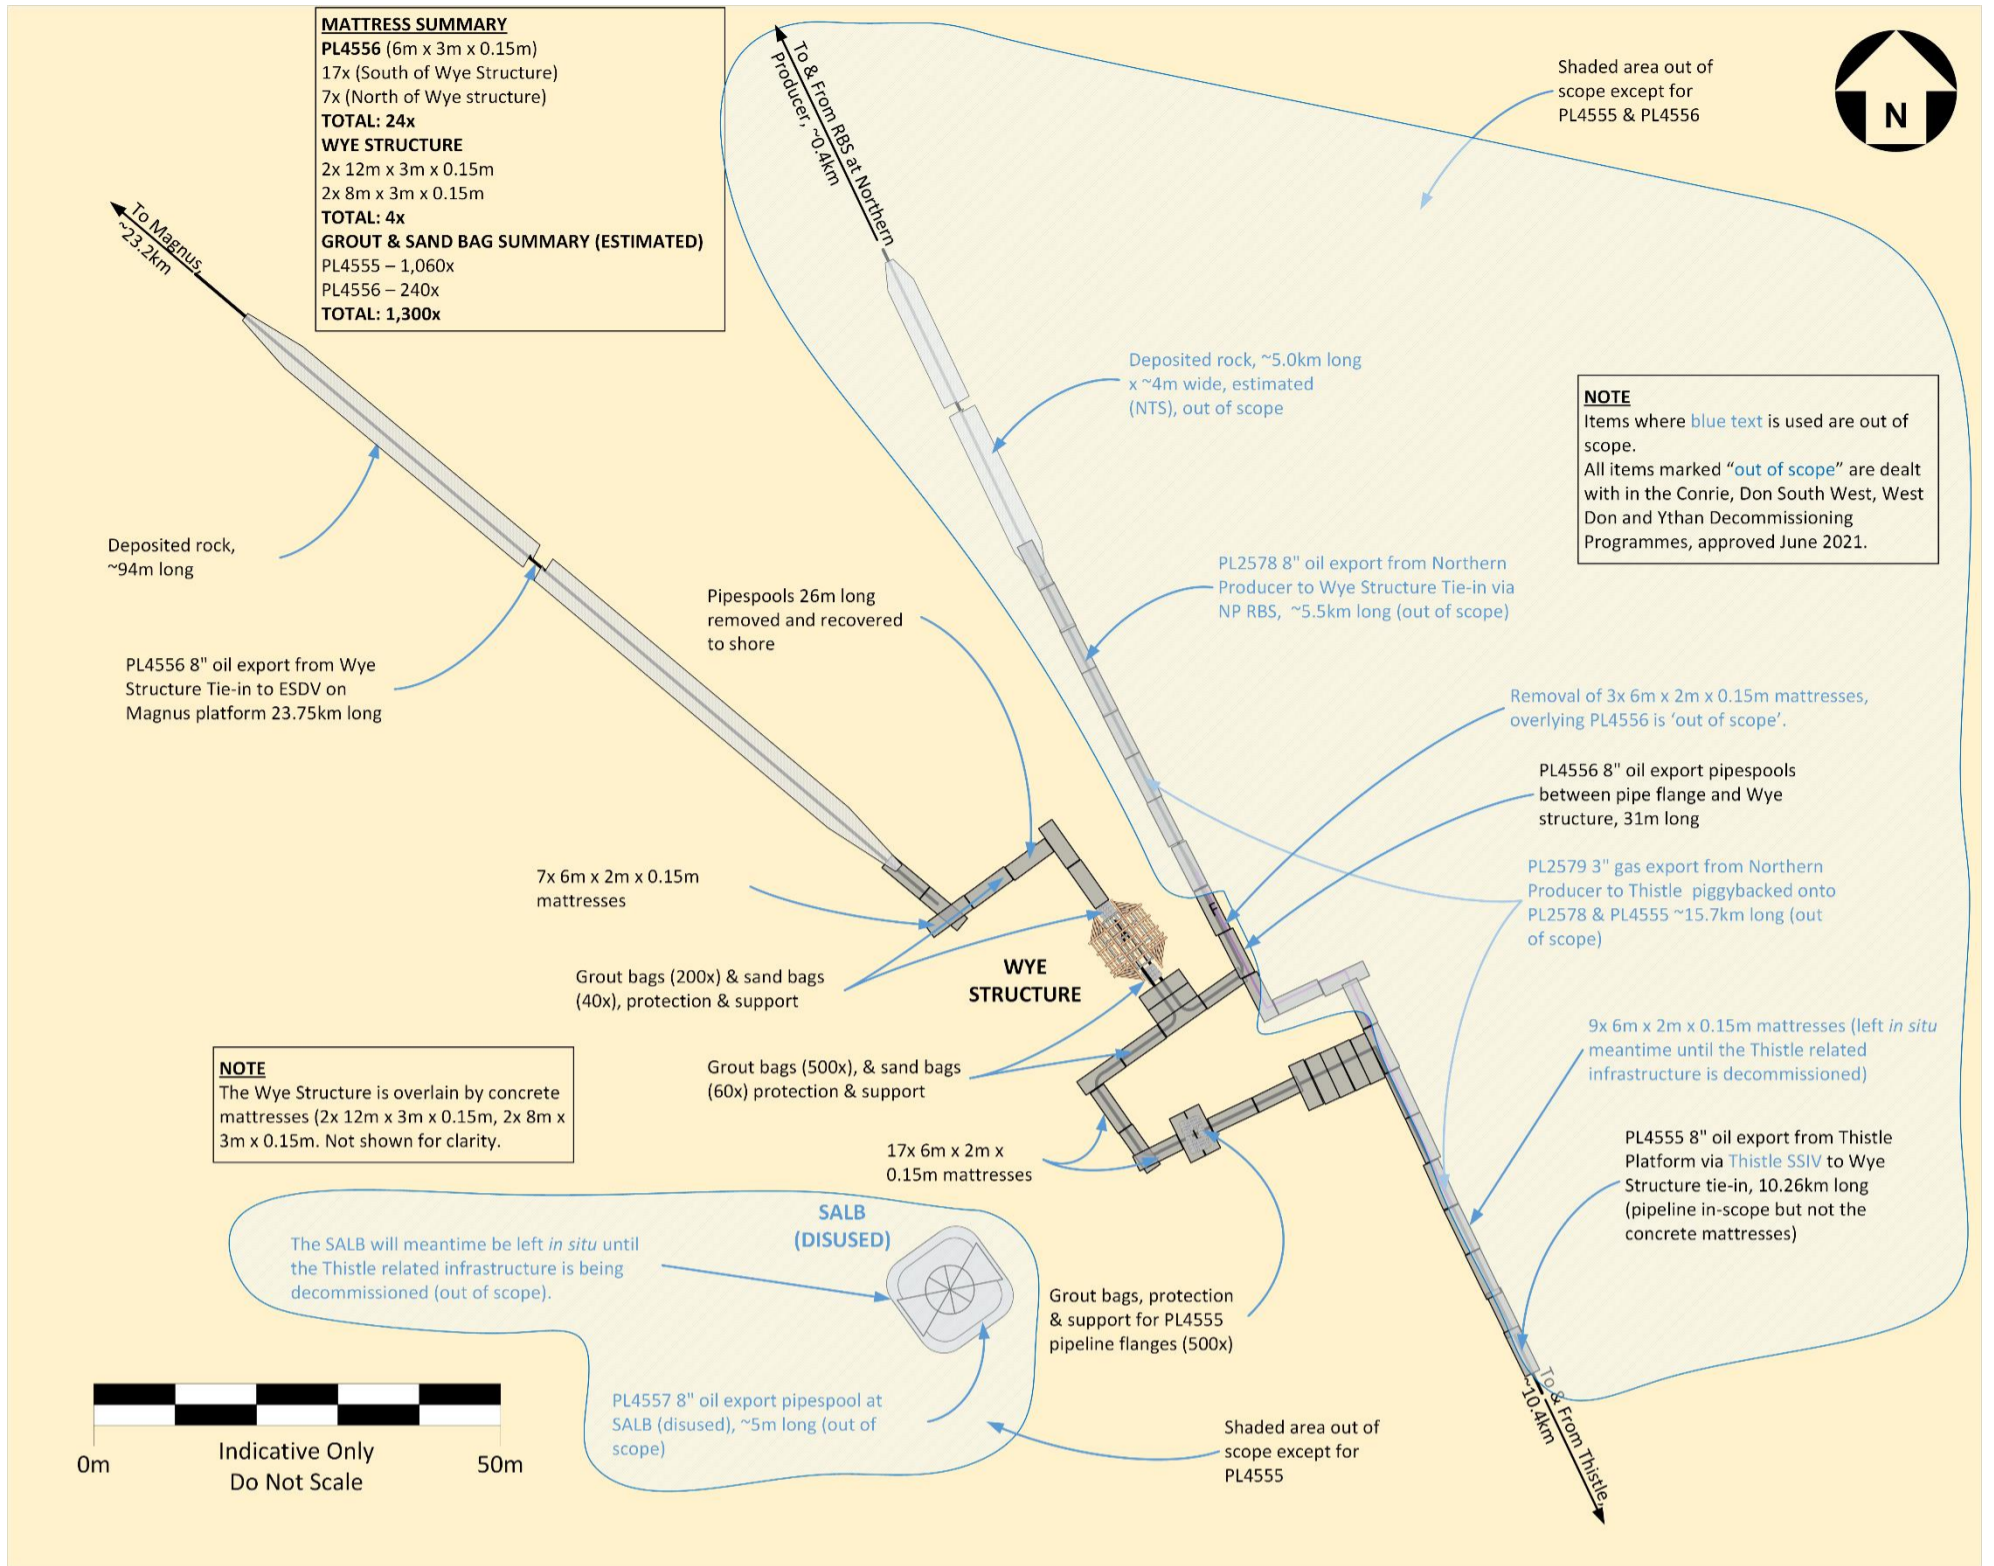 MATTRESS SUMMARY
PL4556 (6m x 3m x 0.15m)
17x (South of Wye Structure)
7x (North of Wye structure)
TOTAL: 24x
WYE STRUCTURE
2x 12m x 3m x 0.15m
2x 8m x 3m x 0.15m
TOTAL: 4x
GROUT & SAND BAG SUMMARY (ESTIMATED)
PL4555 – 1,060x
PL4556 – 240x
TOTAL: 1,300x
To & From RBS at Northern
Producer, ~0.4km
Shaded area out of
scope except for
PL4555 & PL4556
N
To Magnus,
~23.2km
Deposited rock, ~5.0km long
x ~4m wide, estimated
(NTS), out of scope
NOTE
Items where blue text is used are out of
scope.
All items marked “out of scope” are dealt
with in the Conrie, Don South West, West
Don and Ythan Decommissioning
Programmes, approved June 2021.
Deposited rock,
~94m long
PL2578 8" oil export from Northern
Producer to Wye Structure Tie-in via
NP RBS, ~5.5km long (out of scope)
Pipespools 26m long
removed and recovered
to shore
PL4556 8" oil export from Wye
Structure Tie-in to ESDV on
Magnus platform 23.75km long
Removal of 3x 6m x 2m x 0.15m mattresses,
overlying PL4556 is ‘out of scope’.
PL4556 8" oil export pipespools
between pipe flange and Wye
structure, 31m long
7x 6m x 2m x 0.15m
mattresses
PL2579 3" gas export from Northern
Producer to Thistle piggybacked onto
PL2578 & PL4555 ~15.7km long (out
of scope)
Grout bags (200x) & sand bags
(40x), protection & support
WYE
STRUCTURE
9x 6m x 2m x 0.15m mattresses (left in situ
meantime until the Thistle related
infrastructure is decommissioned)
Grout bags (500x), & sand bags
(60x) protection & support
NOTE
The Wye Structure is overlain by concrete
mattresses (2x 12m x 3m x 0.15m, 2x 8m x
3m x 0.15m. Not shown for clarity.
17x 6m x 2m x
0.15m mattresses
PL4555 8" oil export from Thistle
Platform via Thistle SSIV to Wye
Structure tie-in, 10.26km long
(pipeline in-scope but not the
concrete mattresses)
SALB
(DISUSED)
The SALB will meantime be left in situ until
the Thistle related infrastructure is being
decommissioned (out of scope).
Grout bags, protection
& support for PL4555
pipeline flanges (500x)
PL4557 8" oil export pipespool at
SALB (disused), ~5m long (out of
scope)
Shaded area out of
scope except for
PL4555
To & From Thistle,
~10.4km
Indicative Only
Do Not Scale
0m
50m